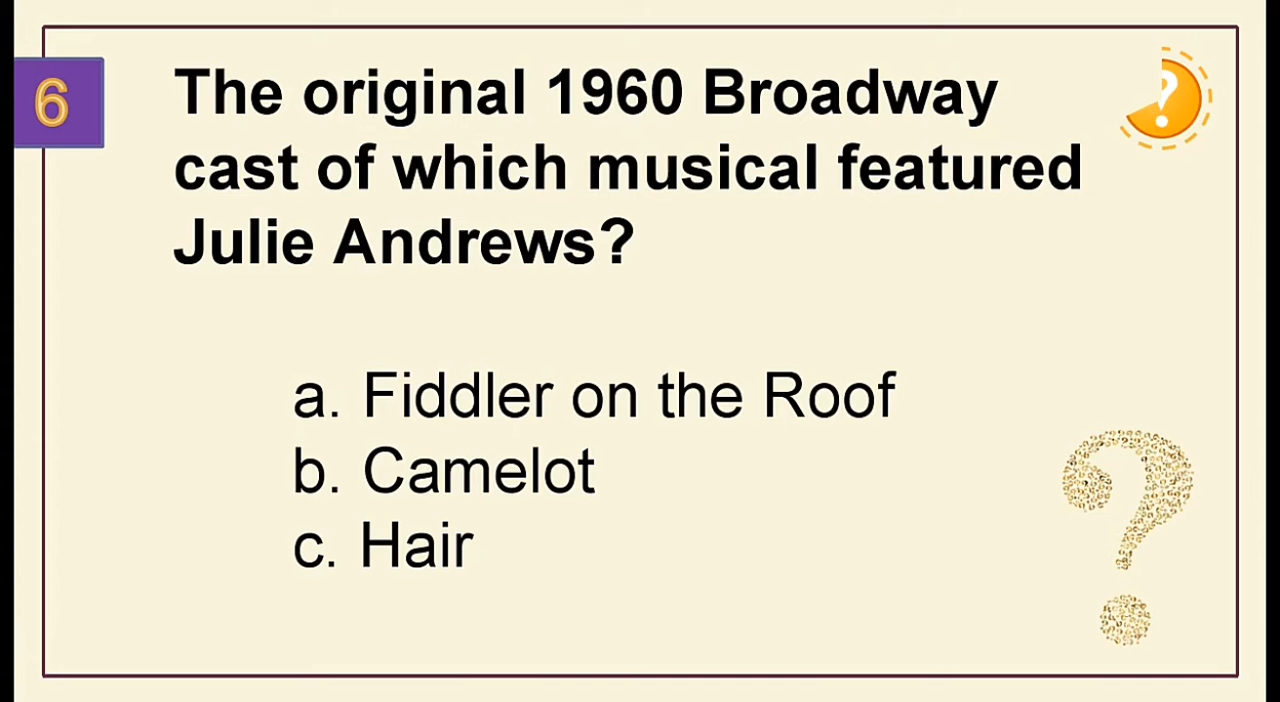 6
The original 1960 Broadway
cast of which musical featured
Julie Andrews?
a. Fiddler on the Roof
b. Camelot
c. Hair
?
?